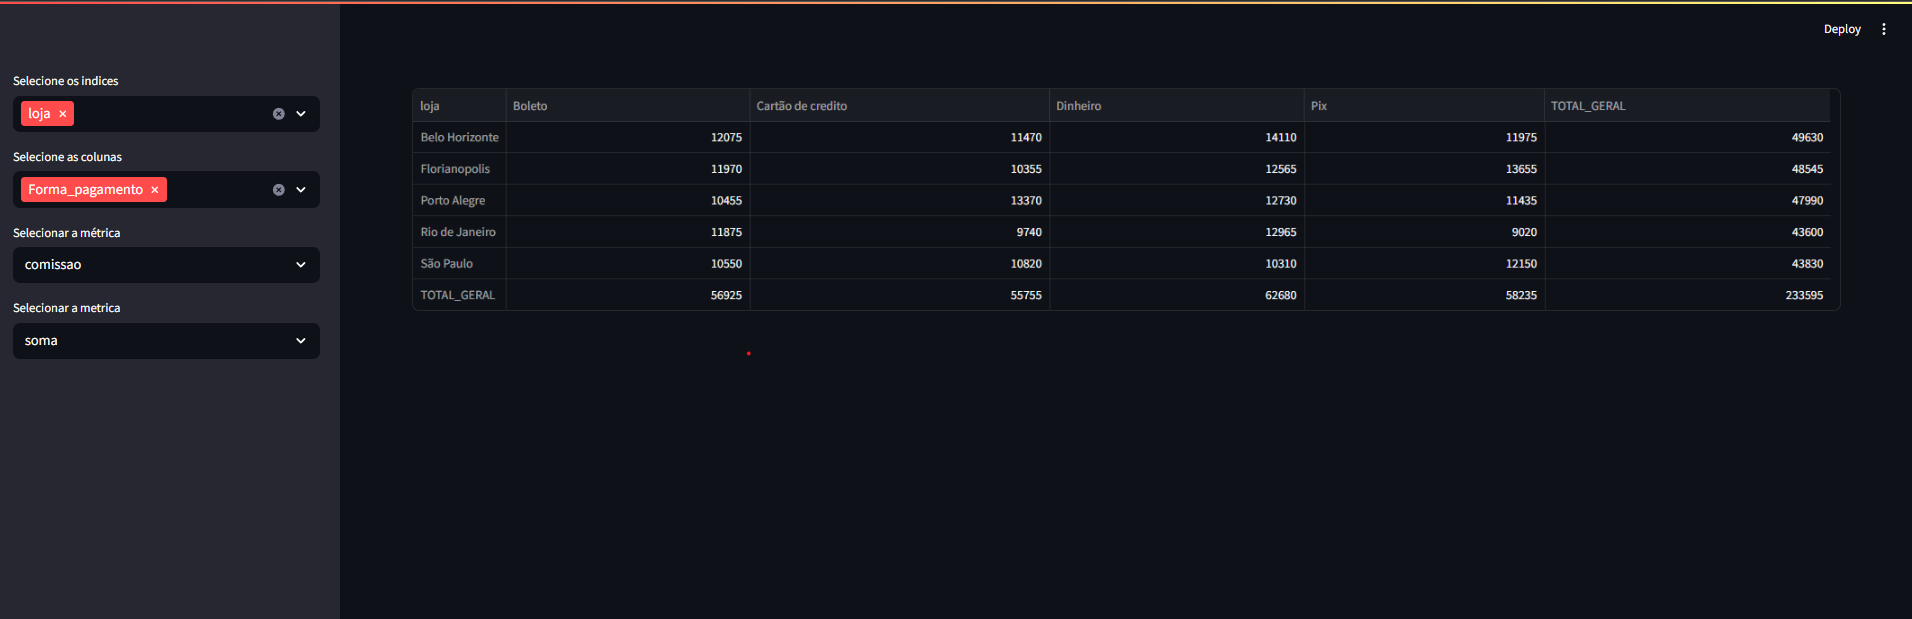 Deploy
Selecione os indices
loja
Selecione as colunas
Forma_pagamento
Selecionar a métrica
comissao
Selecionar a metrica
soma
loja Boleto Cartão de credito Dinheiro Pix TOTAL_GERAL
Belo Horizonte 12075 11470 14110 11975 49630
Florianopolis 11970 10355 12565 13655 48545
Porto Alegre 10455 13370 12730 11435 47990
Rio de Janeiro 11875 9740 12965 9020 43600
São Paulo 10550 10820 10310 12150 43830
TOTAL_GERAL 56925 55755 62680 58235 233595